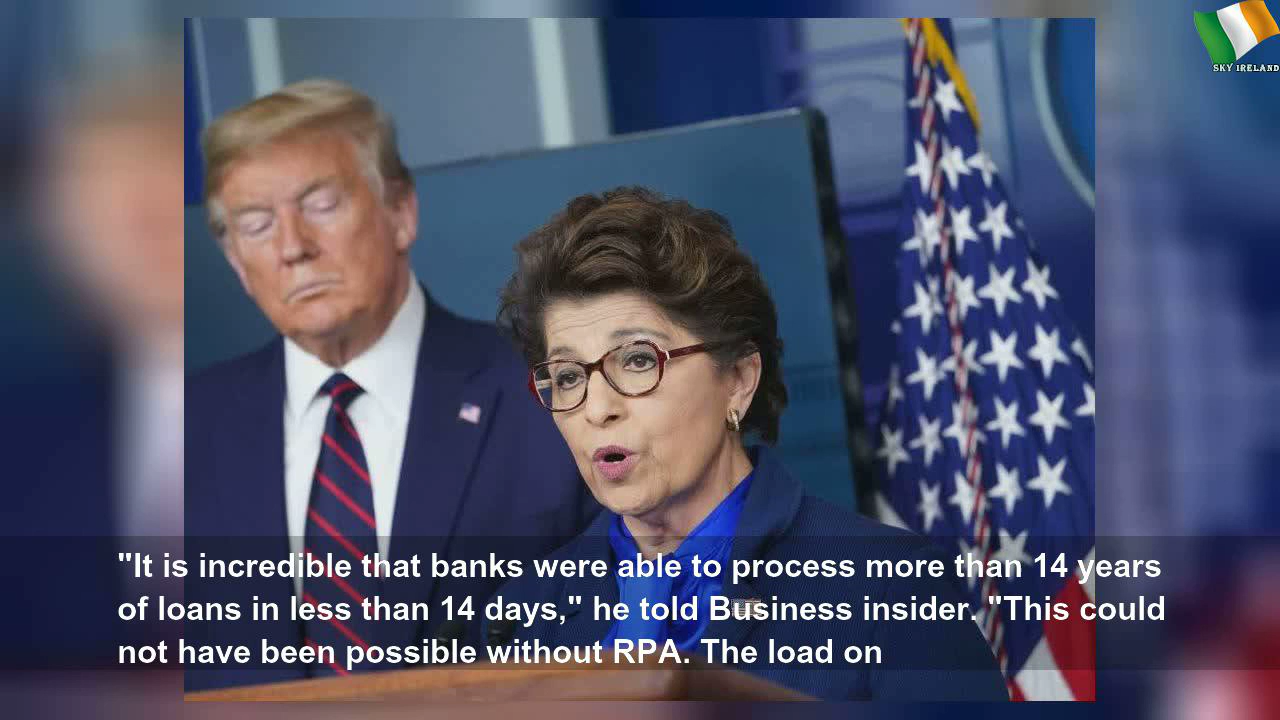 SKY IRELAND
"It is incredible that banks were able to process more than 14 years
of loans in less than 14 days," he told Business insider. "This could
not have been possible without RPA. The load on